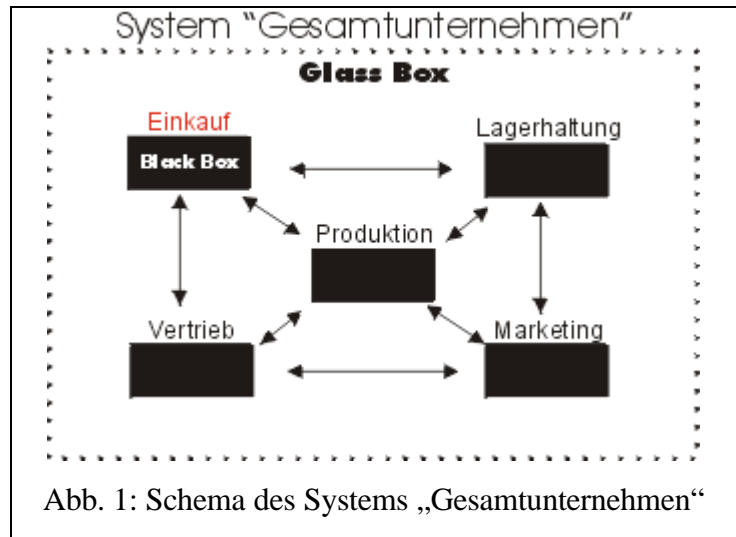 System “Gesamtunternehmen“
Glass Box
Einkauf
Lagerhaltung
Black Box
Produktion
Vertrieb
Marketing
Abb. 1: Schema des Systems „Gesamtunternehmen“